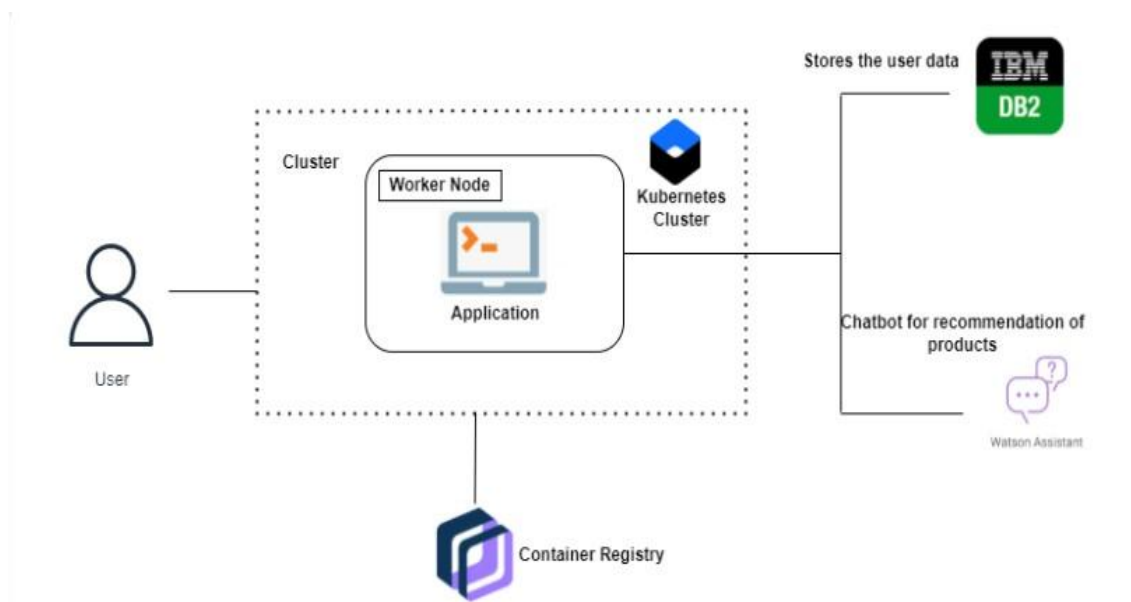 Stores the user data
IBM
DB2
Cluster
Worker Node
Kubernetes
Cluster
Application
User
Chatbot for recommendation of
products
Watson Assistant
Container Registry